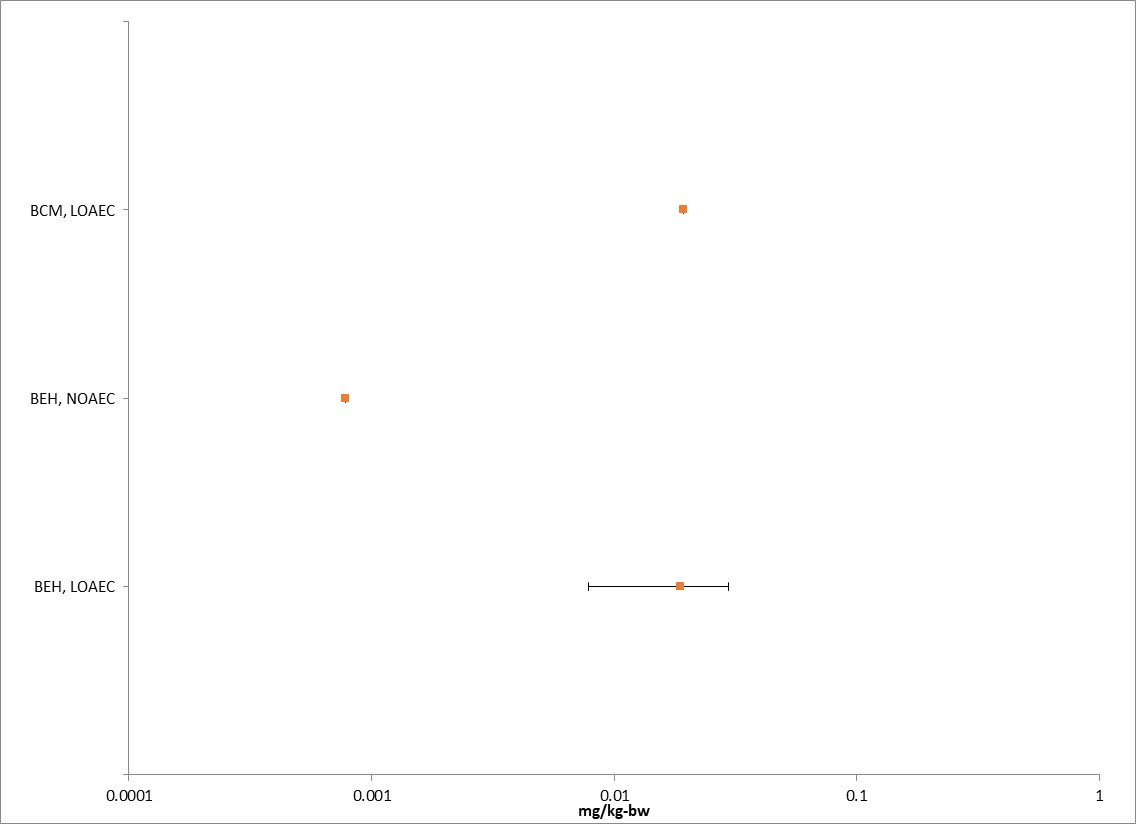 BCM, LOAEC
BEH, NOAEC
BEH, LOAEC
0.0001 0.001 0.01 0.1 1
mg/kg-bw